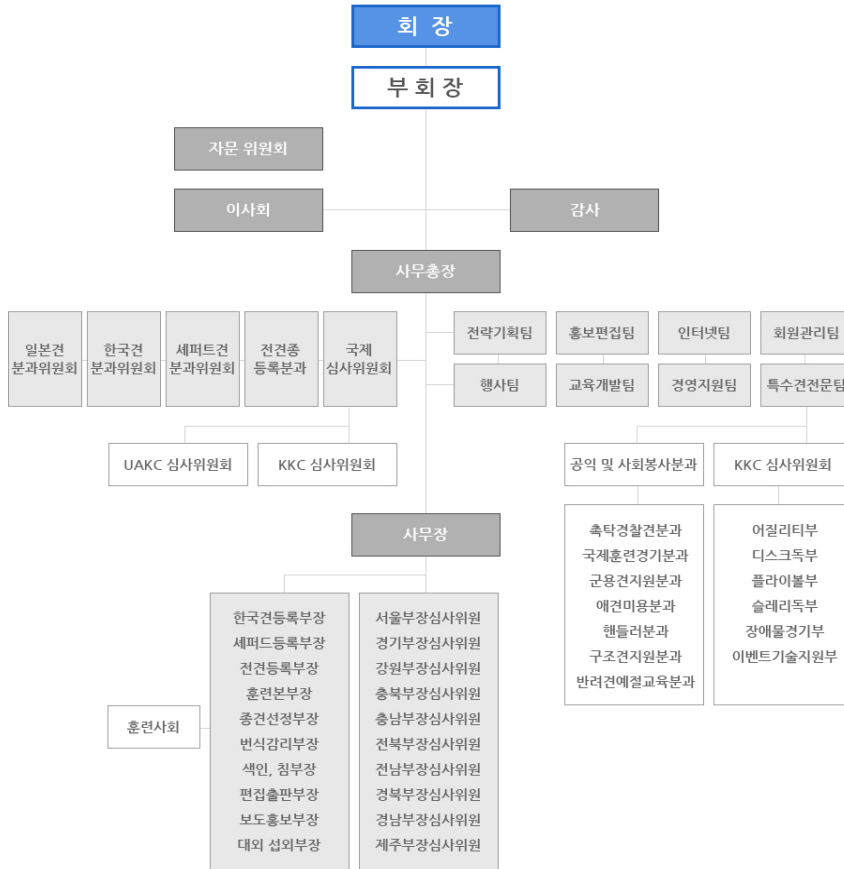 회 장
부 회 장
자문 위원회
이사회
감사
사무총장
일본견
분과위원회
한국견
분과위원회
세퍼트견
분과위원회
전견종
등록분과
국제
심사위원회
전략기획팀
홍보편집팀
인터넷팀
회원관리팀
행사팀
교육개발팀
경영지원팀
특수견전문팀
UAKC 심사위원회
KKC 심사위원회
공익 및 사회봉사분과
KKC 심사위원회
촉탁경찰견분과
국제훈련경기분과
군용견지원분과
애견미용분과
핸들러분과
구조견지원분과
반려견예절교육분과
어질리티부
디스크독부
플라이볼부
슬레리독부
장애물경기부
이벤트기술지원부
사무장
훈련사회
한국견등록부장
세퍼드등록부장
전견등록부장
훈련본부장
종견선정부장
번식감리부장
색인, 침부장
편집출판부장
보도홍보부장
대외 섭외부장
서울부장심사위원
경기부장심사위원
강원부장심사위원
충북부장심사위원
충남부장심사위원
전북부장심사위원
전남부장심사위원
경북부장심사위원
경남부장심사위원
제주부장심사위원